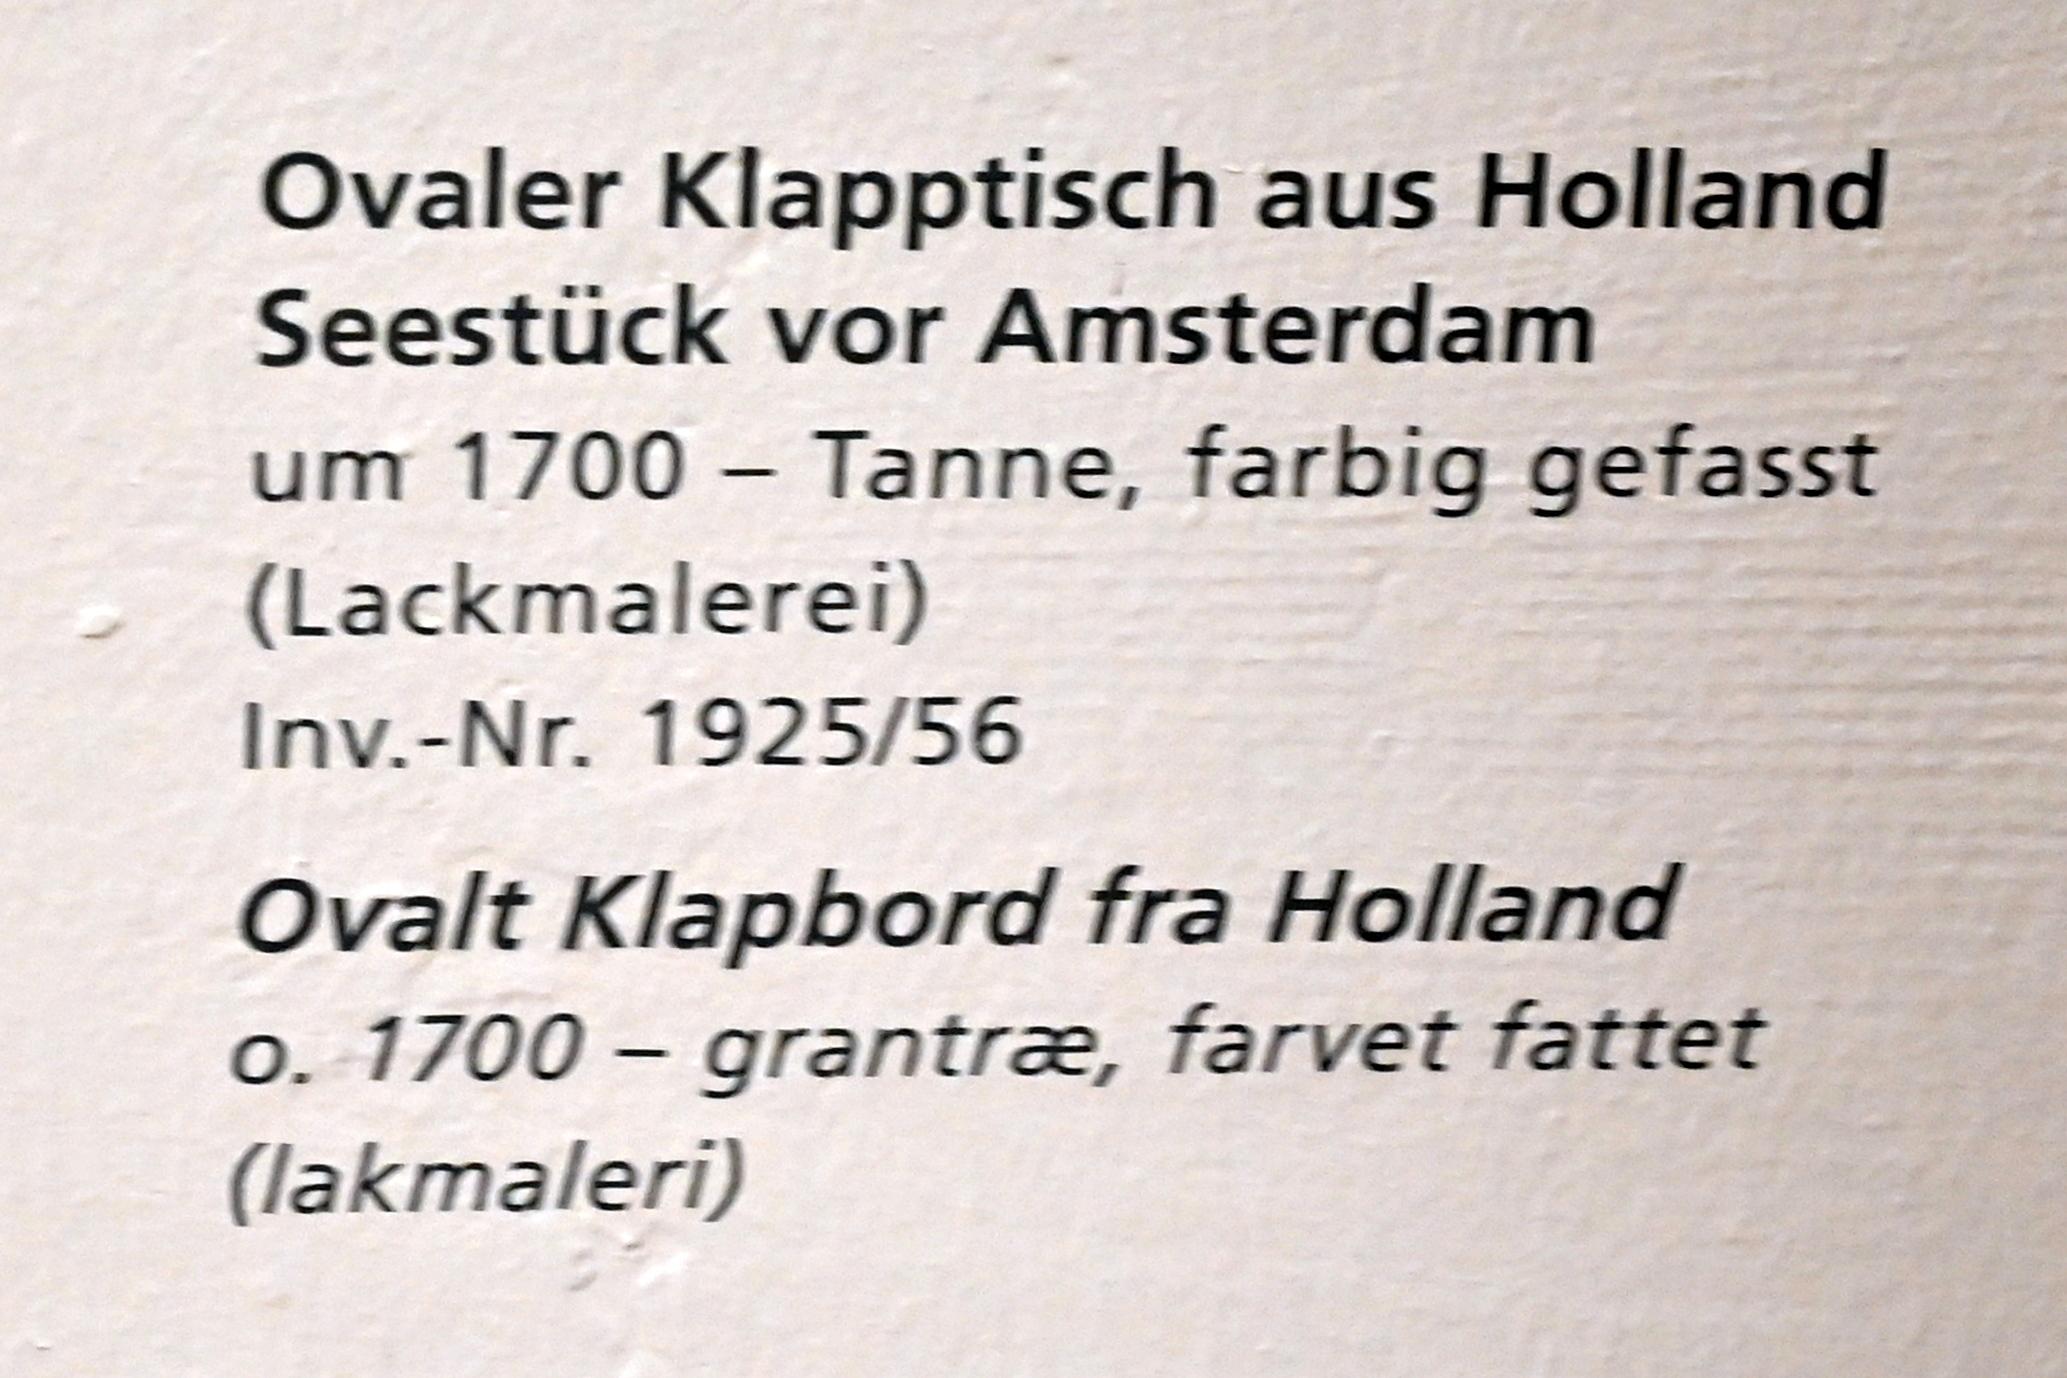 Ovaler Klapptisch aus Holland
Seestück vor Amsterdam
um 1700 – Tanne, farbig gefasst
(Lackmalerei)
Inv.-Nr. 1925/56
Ovalt Klapbord fra Holland
o. 1700 – grantræ, farvet fattet
(lakmaleri)